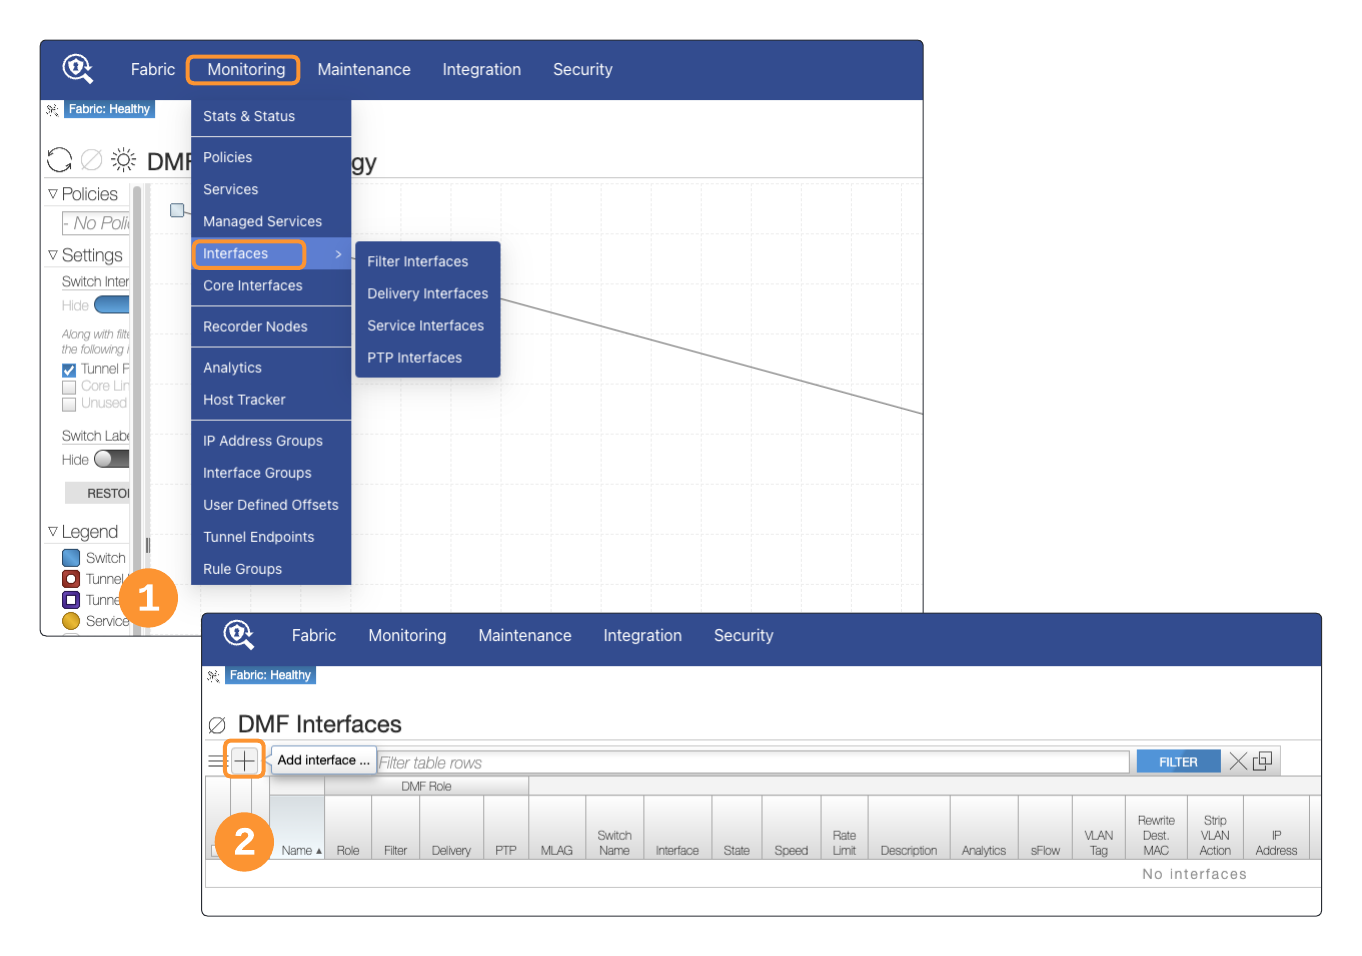 Fabric Monitoring Maintenance Integration Security
Fabric: Healthy
Stats & Status
Policies
Services
Managed Services
Interfaces >
Core Interfaces
Recorder Nodes
Analytics
Host Tracker
IP Address Groups
Interface Groups
User Defined Offsets
Tunnel Endpoints
Rule Groups
Filter Interfaces
Delivery Interfaces
Service Interfaces
PTP Interfaces
DMF gy
Policies
- No Poli
Settings
Switch Inter
Hide
Along with filte
the following i
Tunnel
Core Lin
Unused
Switch Labe
Hide
RESTO
Legend
Switch
Tunnel
Tunne
Service
1
Fabric Monitoring Maintenance Integration Security
Fabric: Healthy
DMF Interfaces
Add interface ... Filter table rows FILTER
DMF Role
Name Role Filter Delivery PTP MLAG Switch Name Interface State Speed Rate Limit Description Analytics sFlow VLAN Tag Rewrite Dest. MAC Strip VLAN Action IP Address
No interfaces
2